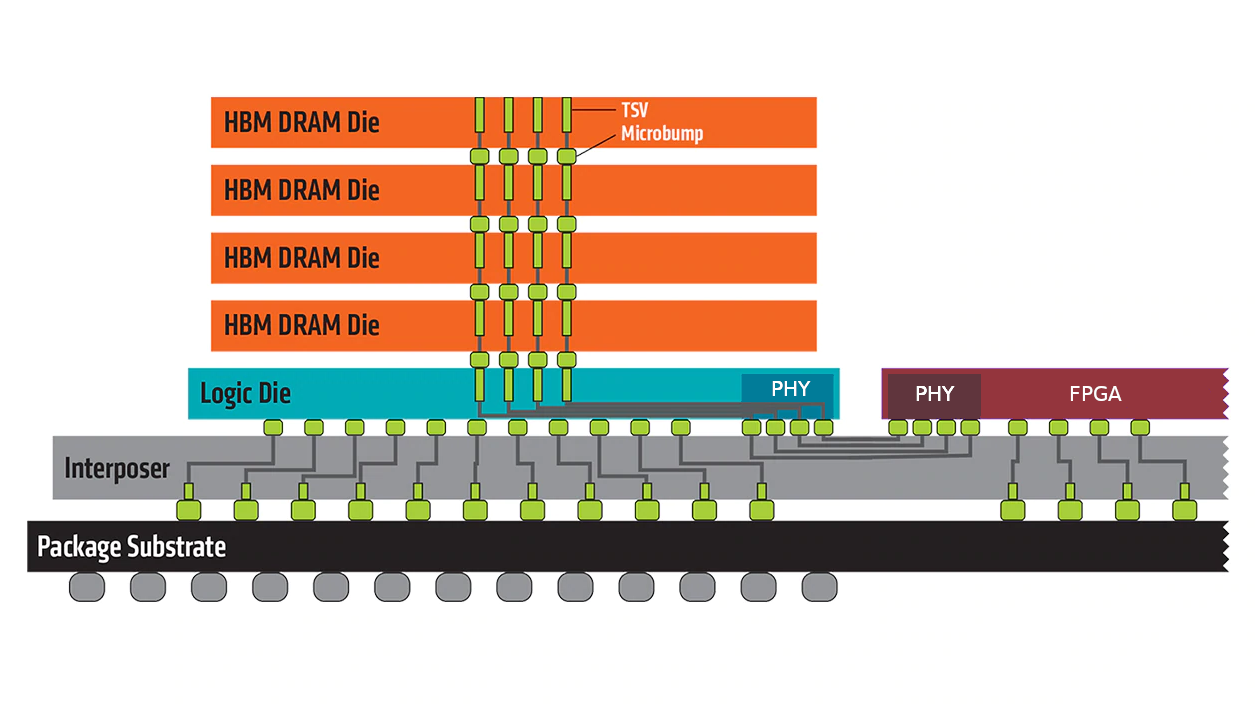 HBM DRAM Die
TSV
Microbump
HBM DRAM Die
HBM DRAM Die
HBM DRAM Die
Logic Die
PHY
PHY
FPGA
Interposer
Package Substrate